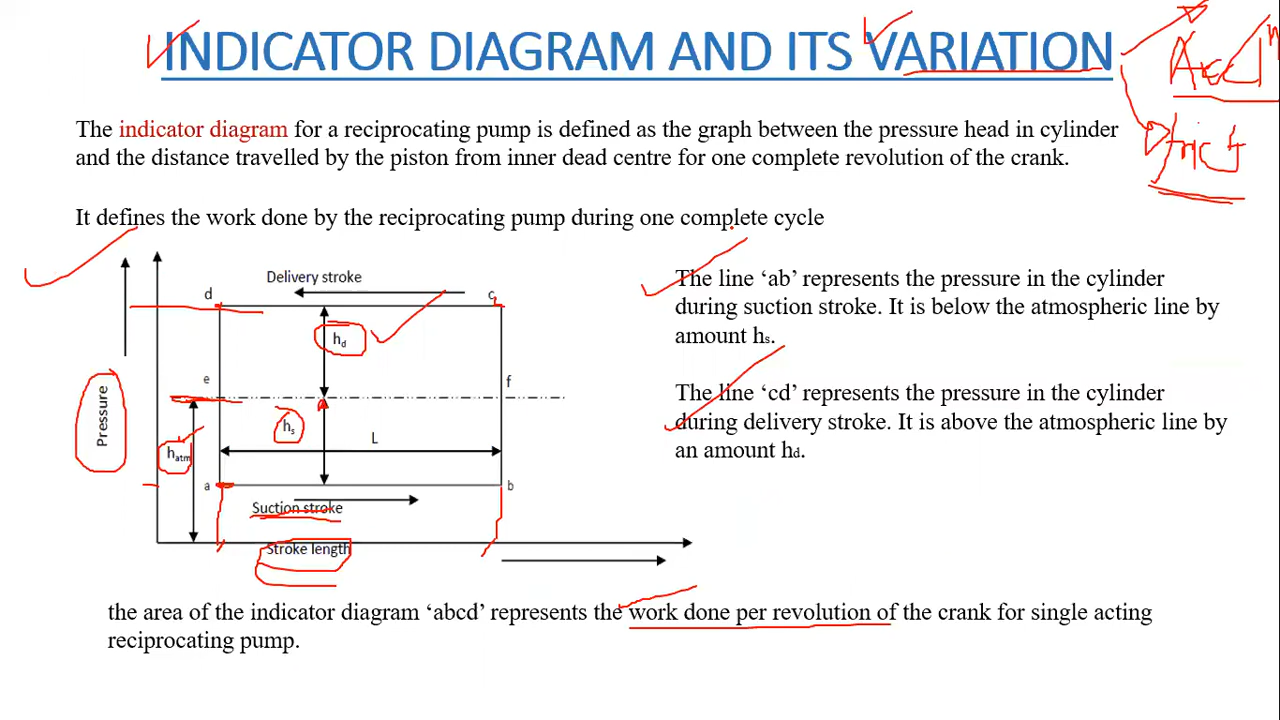 INDICATOR DIAGRAM AND ITS VARIATION
Accln
frict
The indicator diagram for a reciprocating pump is defined as the graph between the pressure head in cylinder
and the distance travelled by the piston from inner dead centre for one complete revolution of the crank.
It defines the work done by the reciprocating pump during one complete cycle
Delivery stroke
d
c
hd
e
f
Pressure
hs
L
hatm
a
b
Suction stroke
Stroke length
The line ‘ab’ represents the pressure in the cylinder
during suction stroke. It is below the atmospheric line by
amount hs.
The line ‘cd’ represents the pressure in the cylinder
during delivery stroke. It is above the atmospheric line by
an amount hd.
the area of the indicator diagram ‘abcd’ represents the work done per revolution of the crank for single acting
reciprocating pump.